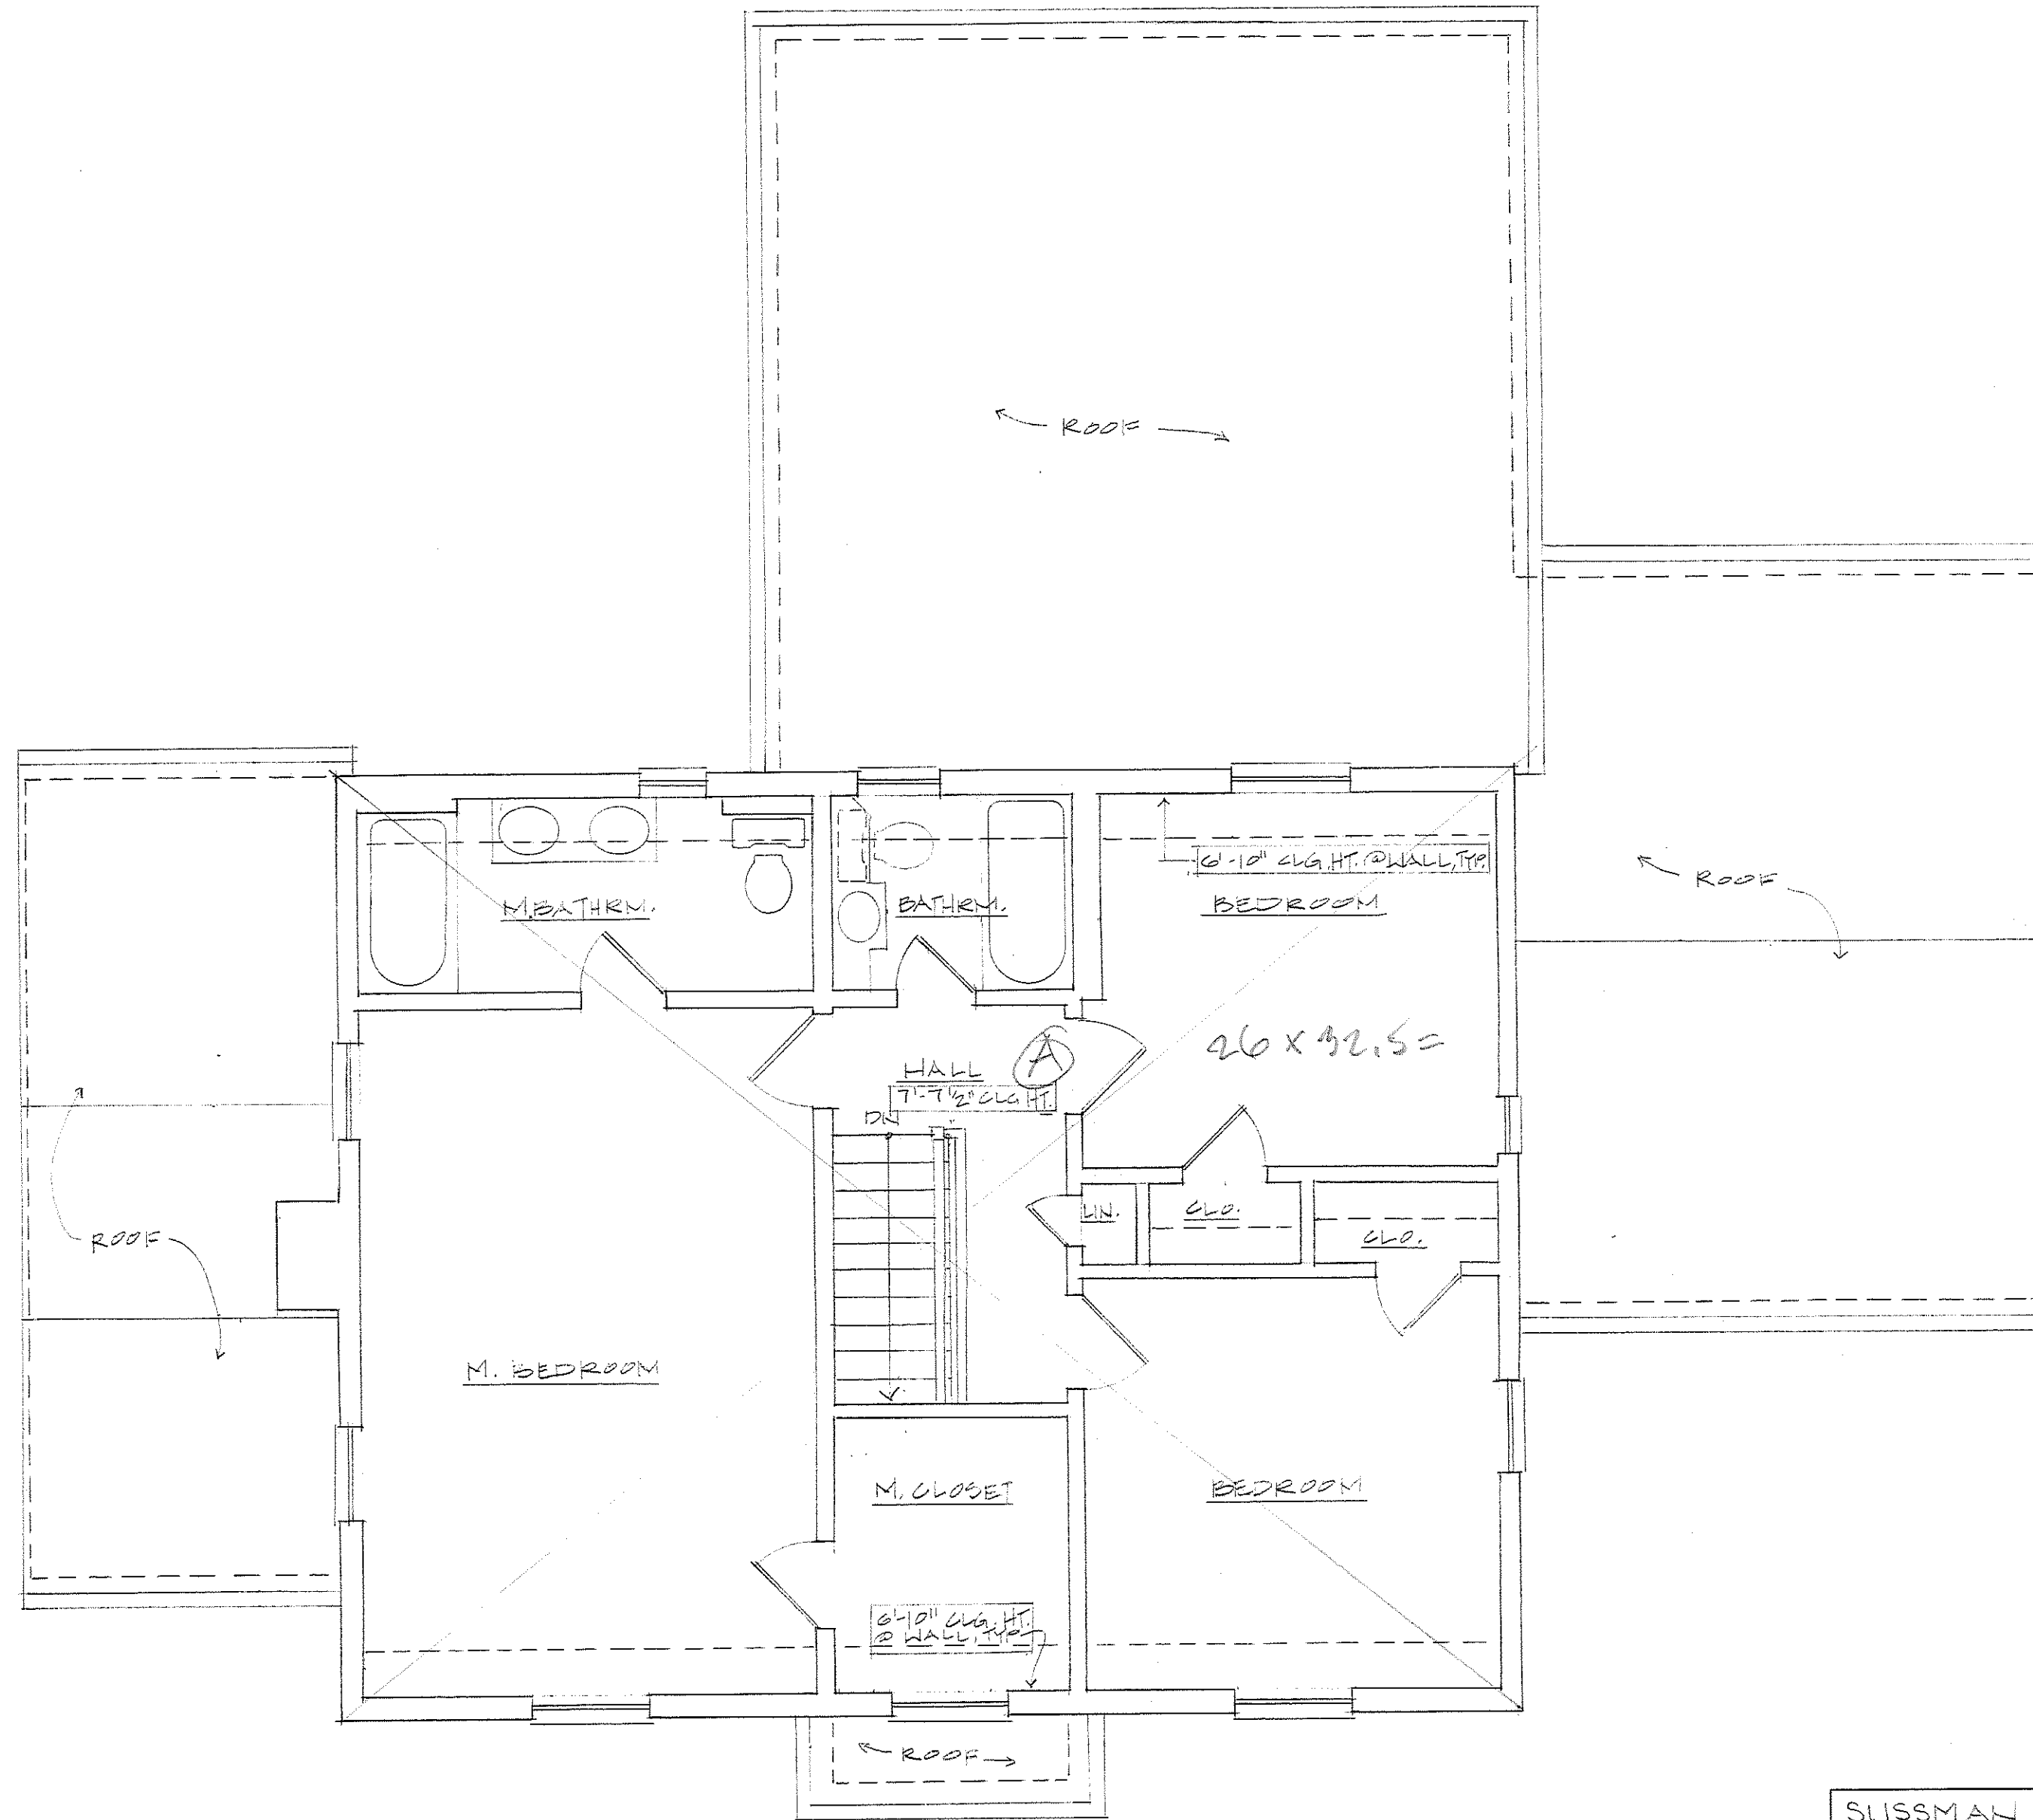 ROOF
6'-10" CLG. HT. @ WALL, TYP.
ROOF
M. BATHRM.
BATHRM.
BEDROOM
26 x 32.5 =
A
HALL
7'-7 1/2" CLG HT.
DN
LIN.
CLO.
CLO.
ROOF
M. BEDROOM
M. CLOSET
BEDROOM
6'-10" CLG. HT.
@ WALL, TYP.
ROOF
SUSSMAN